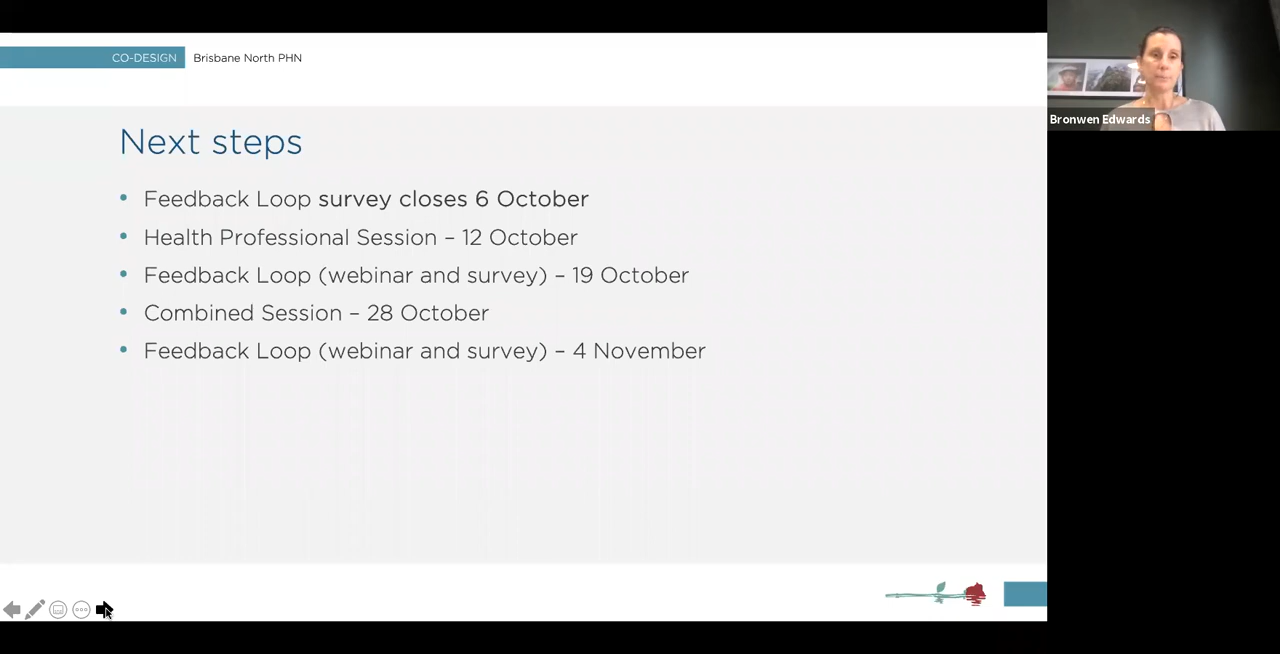 CO-DESIGN Brisbane North PHN
Bronwen Edwards
Next steps
• Feedback Loop survey closes 6 October
• Health Professional Session – 12 October
• Feedback Loop (webinar and survey) – 19 October
• Combined Session – 28 October
• Feedback Loop (webinar and survey) – 4 November